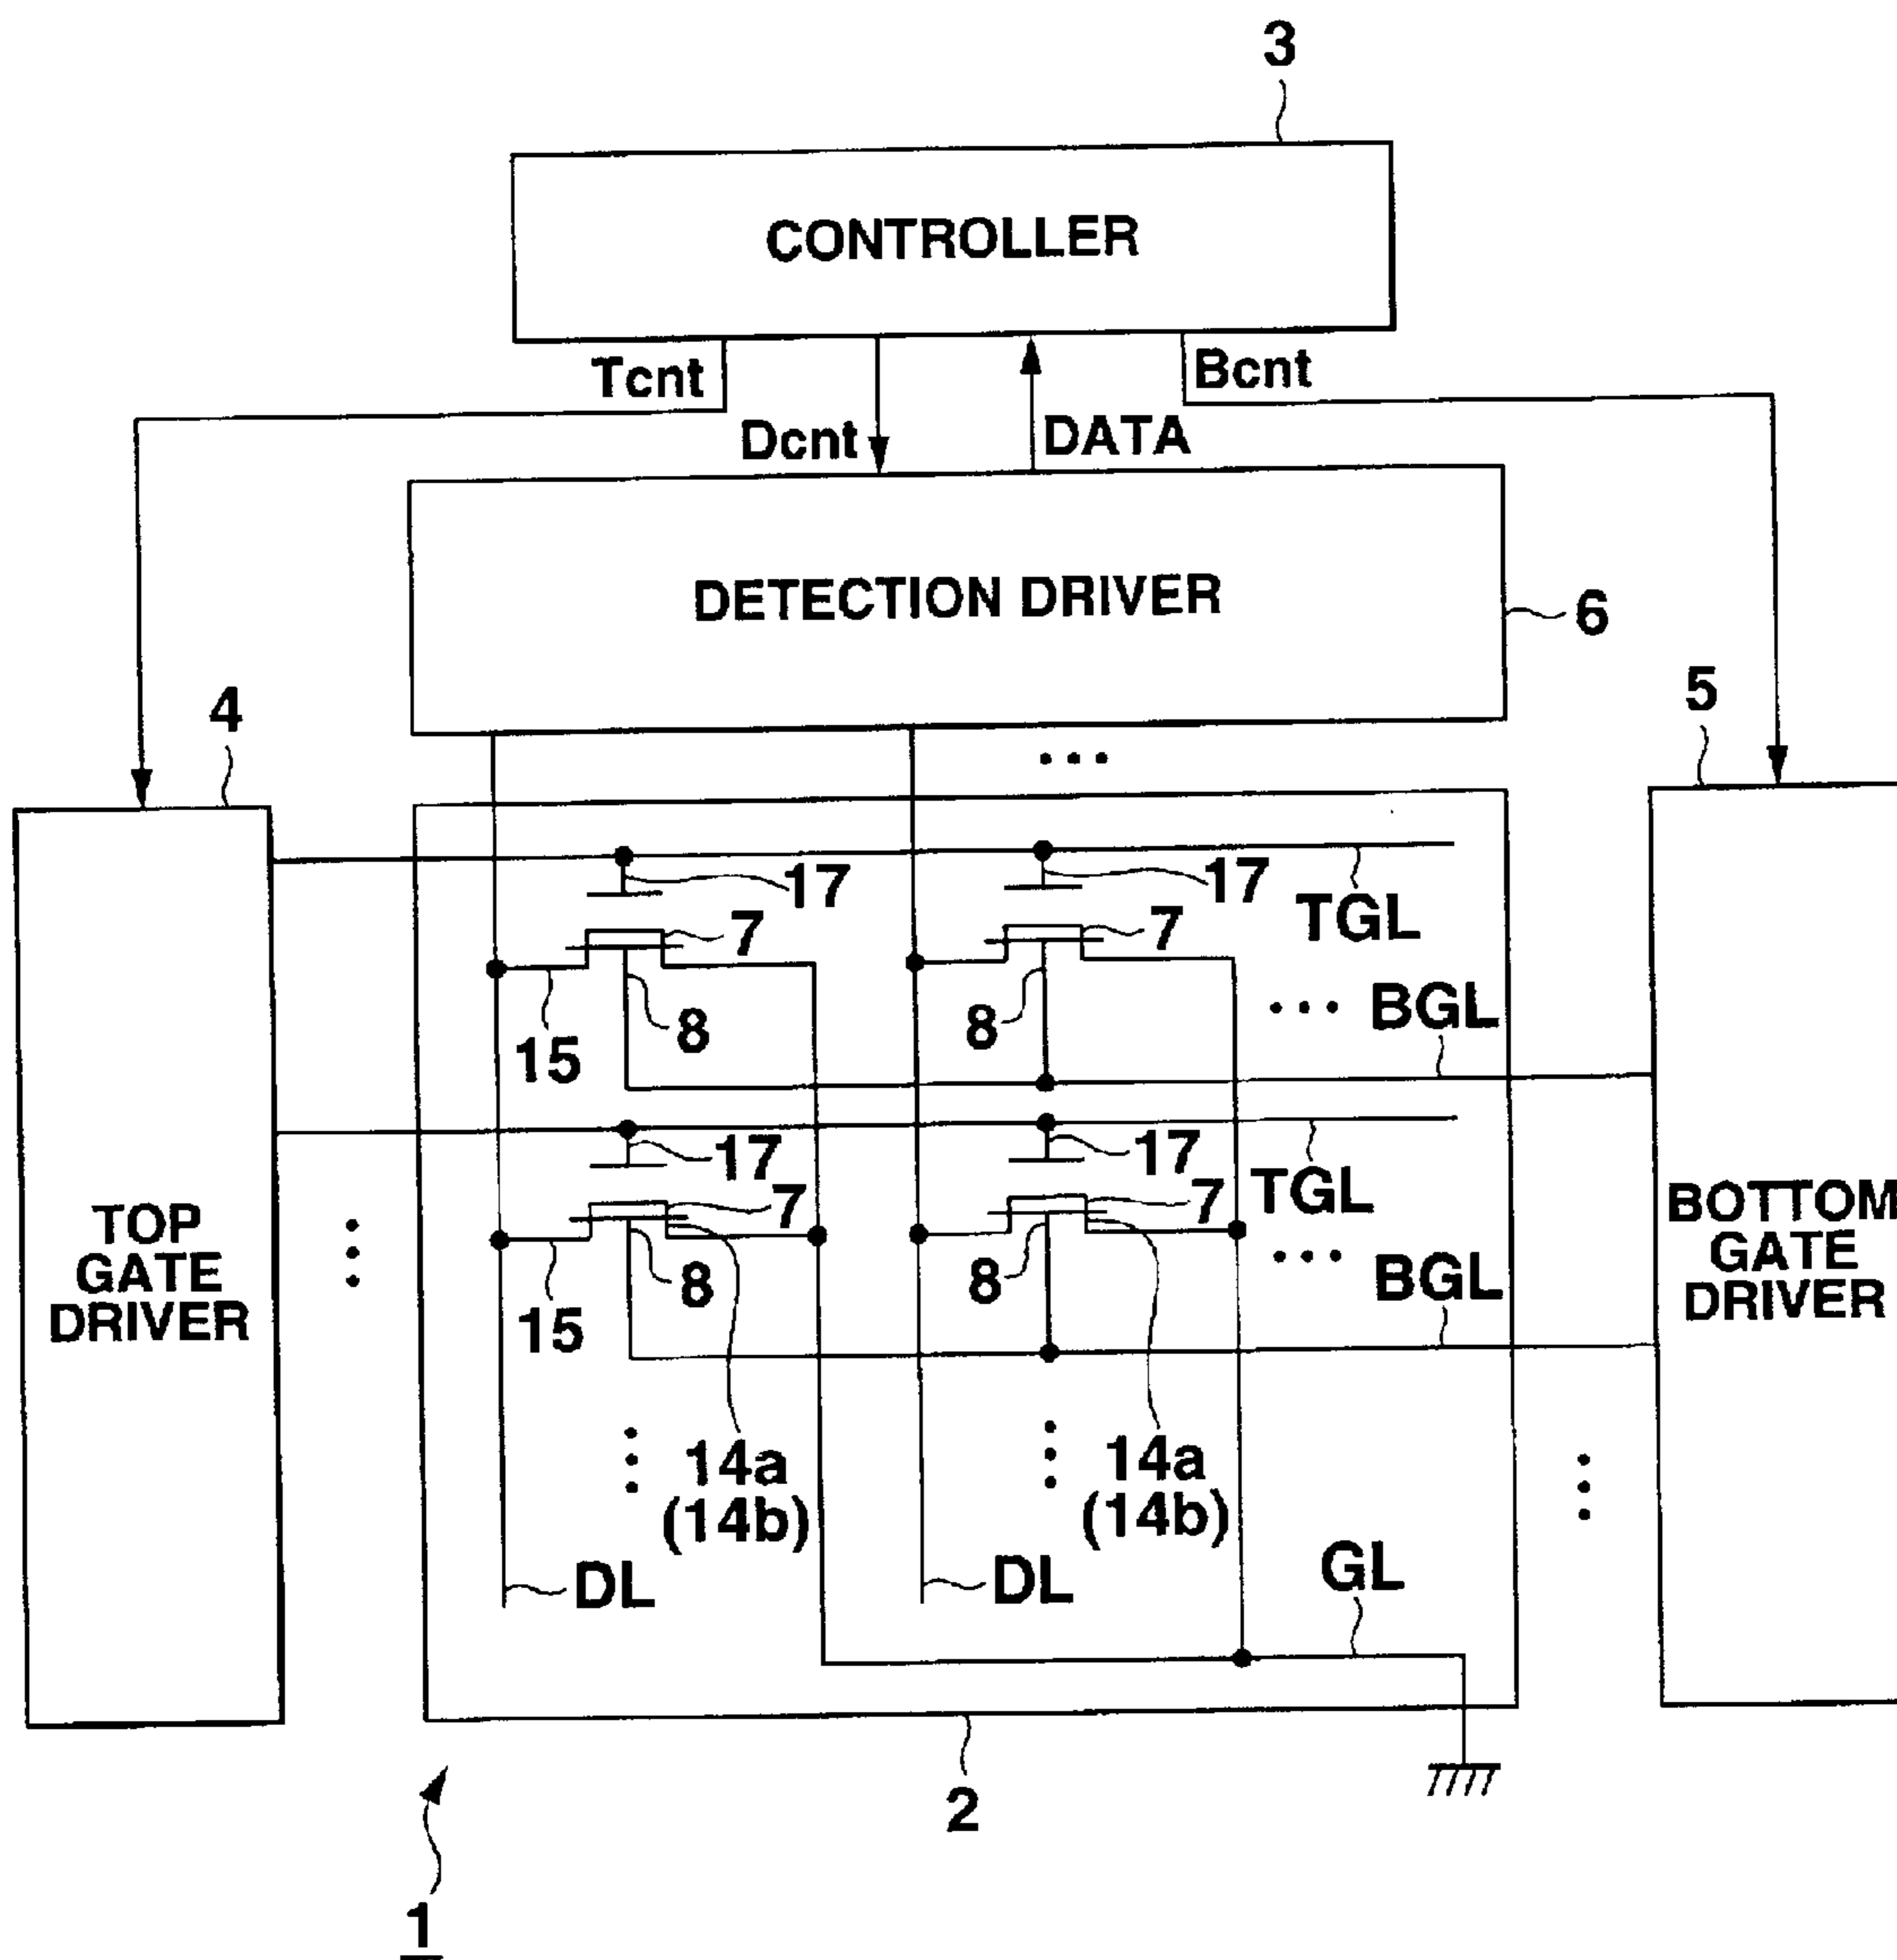 3
CONTROLLER
Tcnt
Bcnt
Dcnt
DATA
DETECTION DRIVER
6
4
5
...
17
17
TGL
7
7
8
8
... BGL
15
17
17
TGL
7
7
TOP
GATE
DRIVER
BOTTOM
GATE
DRIVER
8
8
... BGL
15
14a
(14b)
14a
(14b)
DL
DL
GL
2
1